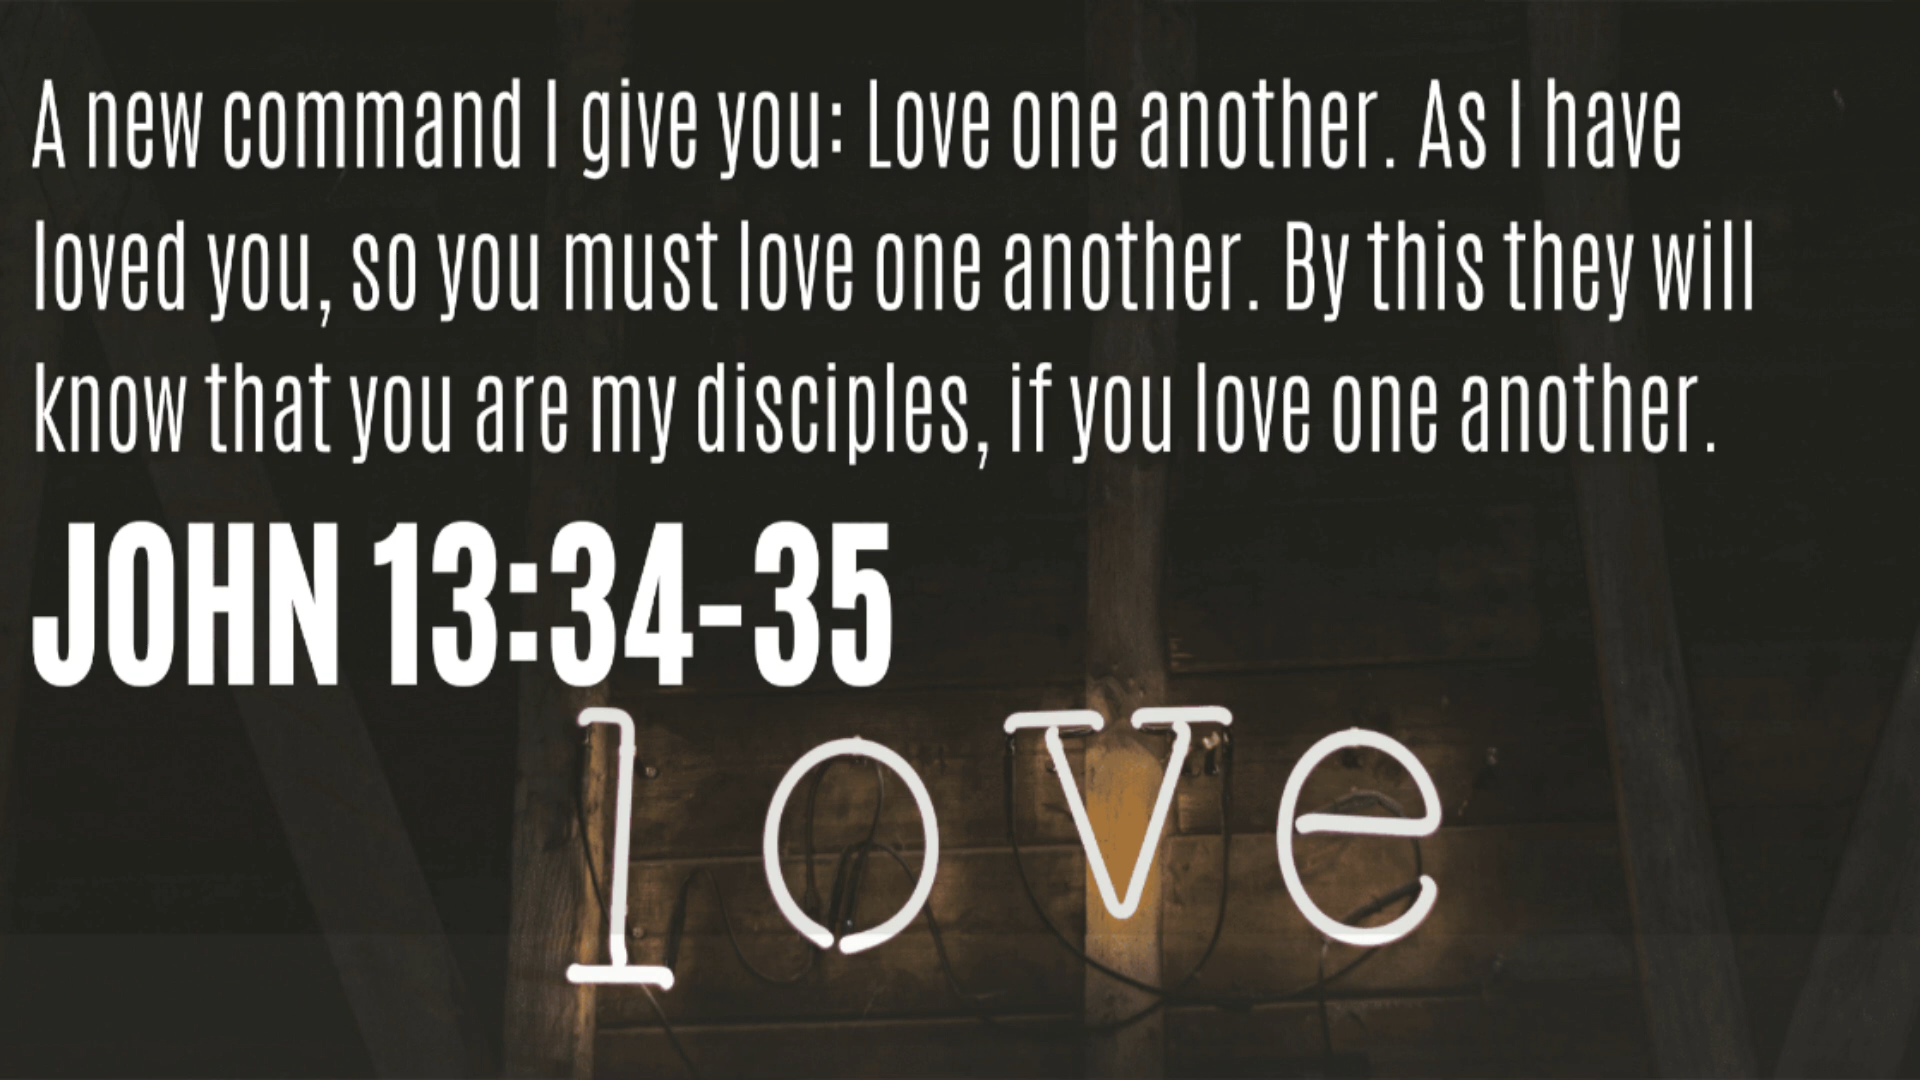 A new command I give you: Love one another. As I have
loved you, so you must love one another. By this they will
know that you are my disciples, if you love one another.
JOHN 13:34-35
love